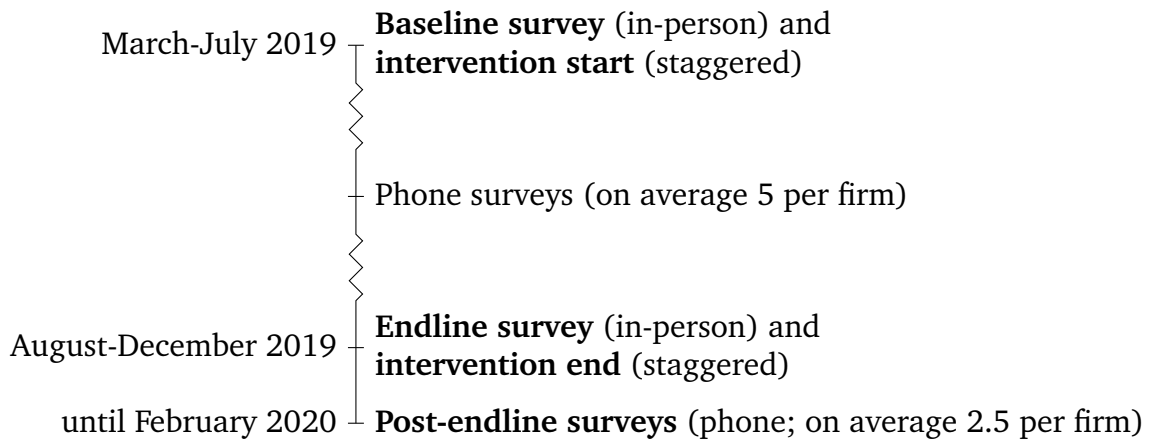 March-July 2019
Baseline survey (in-person) and
intervention start (staggered)
Phone surveys (on average 5 per firm)
August-December 2019
Endline survey (in-person) and
intervention end (staggered)
until February 2020
Post-endline surveys (phone; on average 2.5 per firm)